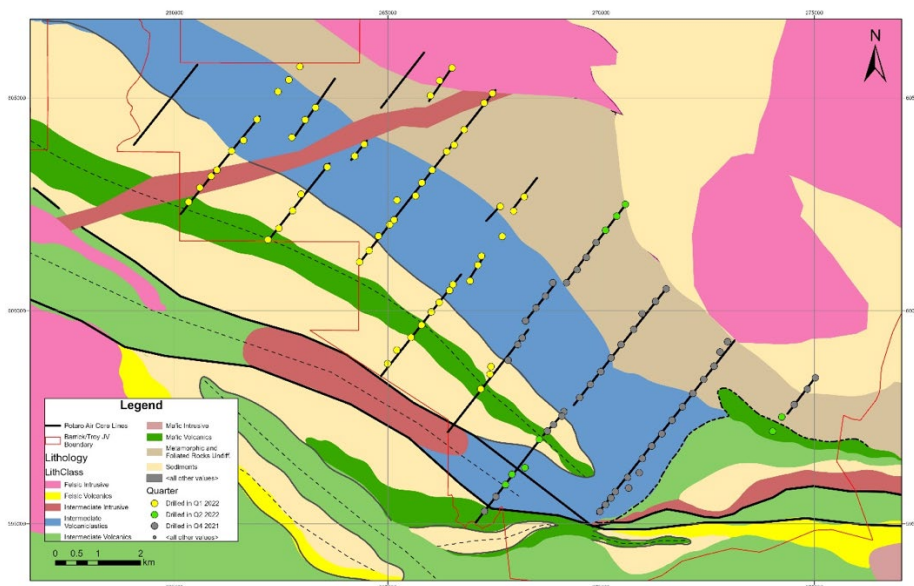 265000
270000
275000
N
Legend
Potaro Air Core Lines
Barrick/Troy JV
Boundary
Lithology
LithClass
Felsic Intrusive
Felsic Volcanics
Intermediate Intrusive
Intermediate
Volcaniclastics
Intermediate Volcanics
Mafic Intrusive
Mafic Volcanics
Metamorphic and
Foliated Rocks Undiff.
Sediments
<all other values>
Quarter
Drilled in Q1 2022
Drilled in Q2 2022
Drilled in Q4 2021
<all other values>
0 0.5 1 2
km